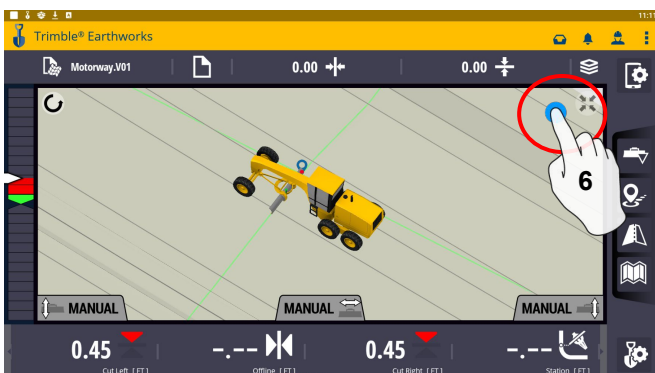 11:11
Trimble® Earthworks
Motorway.V01
0.00
0.00
6
MANUAL
MANUAL
MANUAL
0.45
-.--
0.45
-.--
Cut Left [FT]
Offline [FT]
Cut Right [FT]
Station [FT]